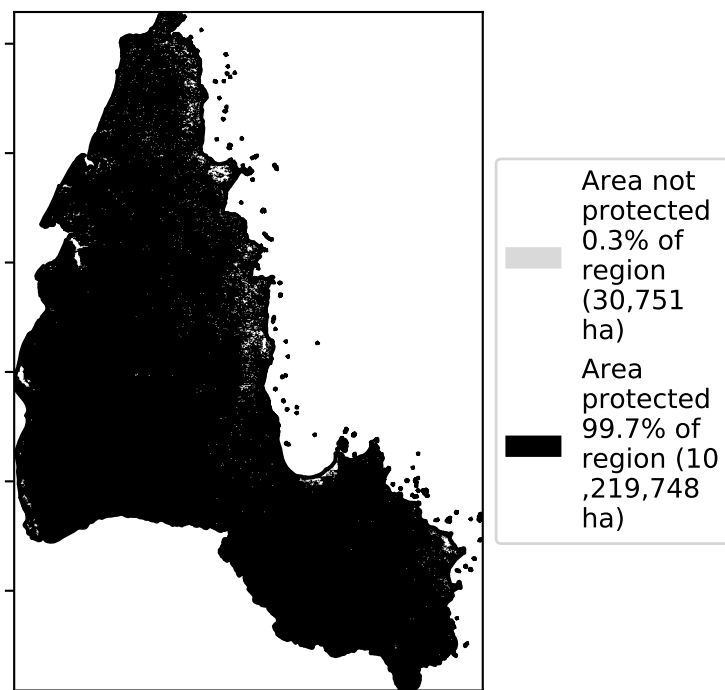 Area not
protected
0.3% of
region
(30,751
ha)
Area
protected
99.7% of
region (10
,219,748
ha)